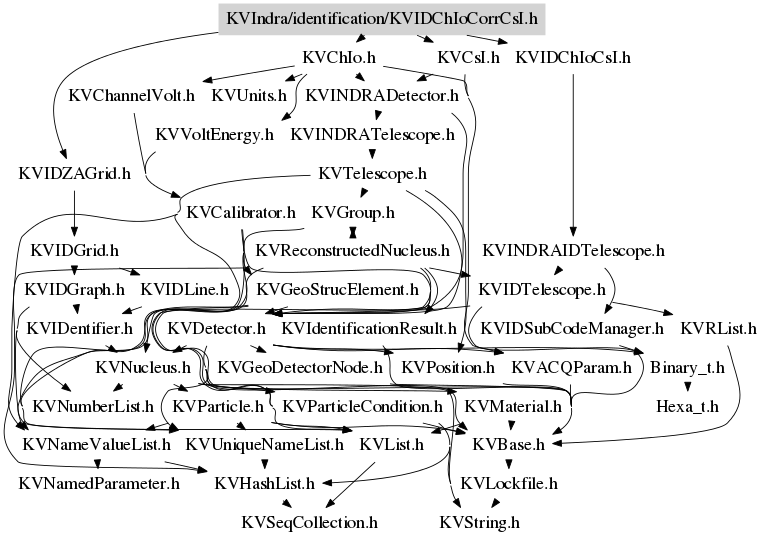 KVIndra/identification/KVIDChIoCorrCsI.h
KVChIo.h KVCsI.h KVIDChIoCsI.h
KVChannelVolt.h KVUnits.h KVINDRADetector.h
KVVoltEnergy.h KVINDRATelescope.h
KVIDZAGrid.h KVTelescope.h
KVCalibrator.h KVGroup.h
KVIDGrid.h KVReconstructedNucleus.h KVINDRAIDTelescope.h
KVIDGraph.h KVIDLine.h KVGeoStrucElement.h KVIDTelescope.h
KVIDentifier.h KVDetector.h KVIdentificationResult.h KVIDSubCodeManager.h KVRList.h
KVNucleus.h KVGeoDetectorNode.h KVPosition.h KVACQParam.h Binary_t.h
KVNumberList.h KVParticle.h KVParticleCondition.h KVMaterial.h Hexa_t.h
KVNameValueList.h KVUniqueNameList.h KVList.h KVBase.h
KVNamedParameter.h KVHashList.h KVLockfile.h
KVSeqCollection.h KVString.h